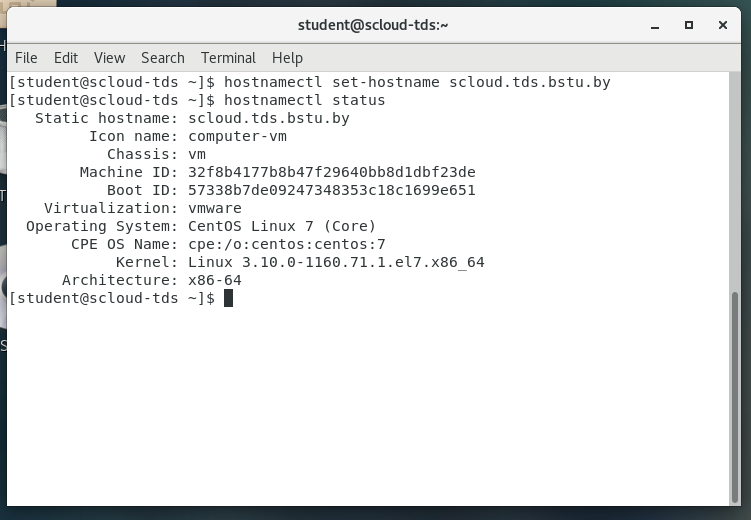 student@scloud-tds:~
File Edit View Search Terminal Help
[student@scloud-tds ~]$ hostnamectl set-hostname scloud.tds.bstu.by
[student@scloud-tds ~]$ hostnamectl status
Static hostname: scloud.tds.bstu.by
Icon name: computer-vm
Chassis: vm
Machine ID: 32f8b4177b8b47f29640bb8d1dbf23de
Boot ID: 57338b7de09247348353c18c1699e651
Virtualization: vmware
Operating System: CentOS Linux 7 (Core)
CPE OS Name: cpe:/o:centos:centos:7
Kernel: Linux 3.10.0-1160.71.1.el7.x86_64
Architecture: x86-64
[student@scloud-tds ~]$